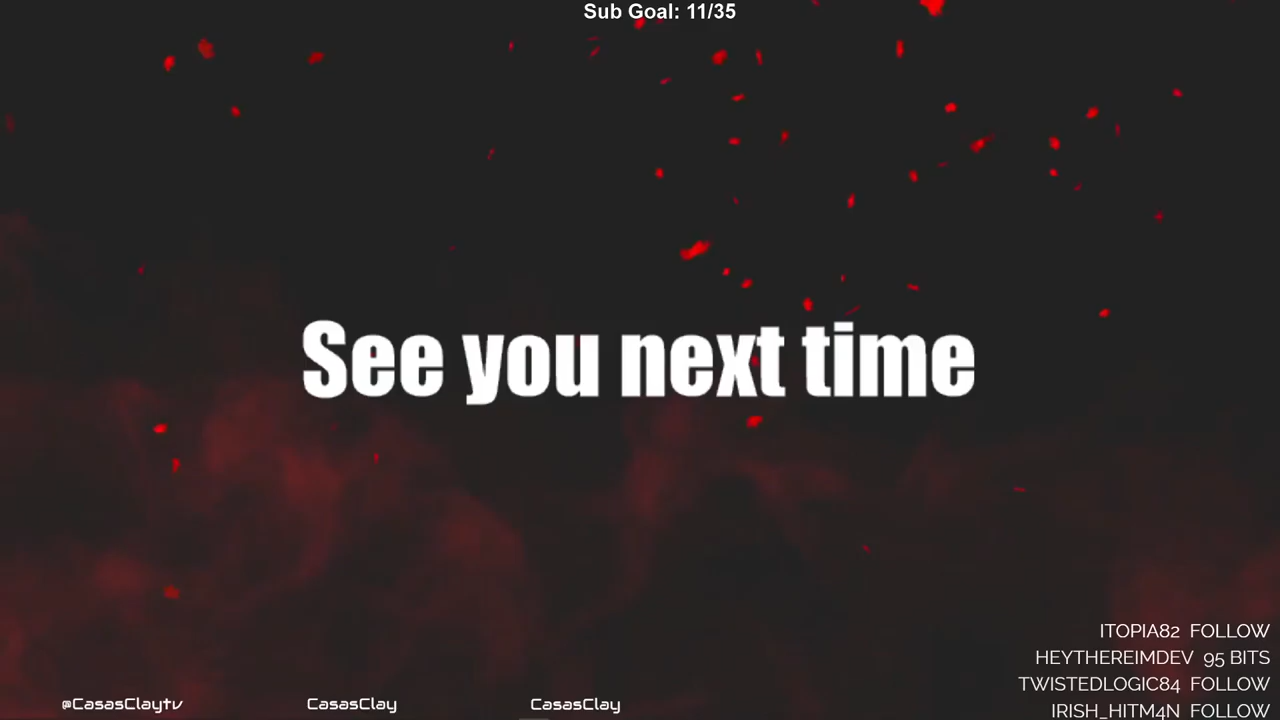 Sub Goal: 11/35
See you next time
ITOPIA82 FOLLOW
HEYTHEREIMDEV 95 BITS
TWISTEDLOGIC84 FOLLOW
IRISH_HITM4N FOLLOW
@CasasClaytv CasasClay CasasClay